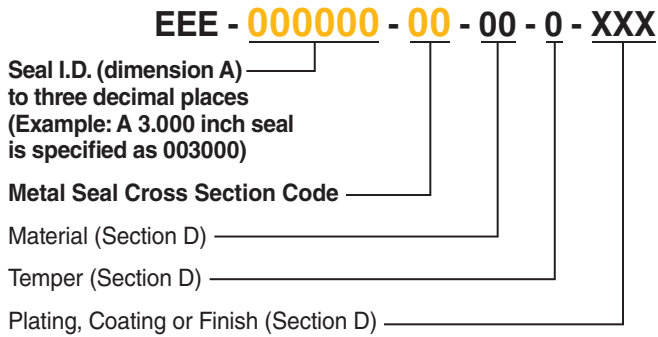 EEE - 000000 - 00 - 00 - 0 - XXX
Seal I.D. (dimension A)
to three decimal places
(Example: A 3.000 inch seal
is specified as 003000)
Metal Seal Cross Section Code
Material (Section D)
Temper (Section D)
Plating, Coating or Finish (Section D)